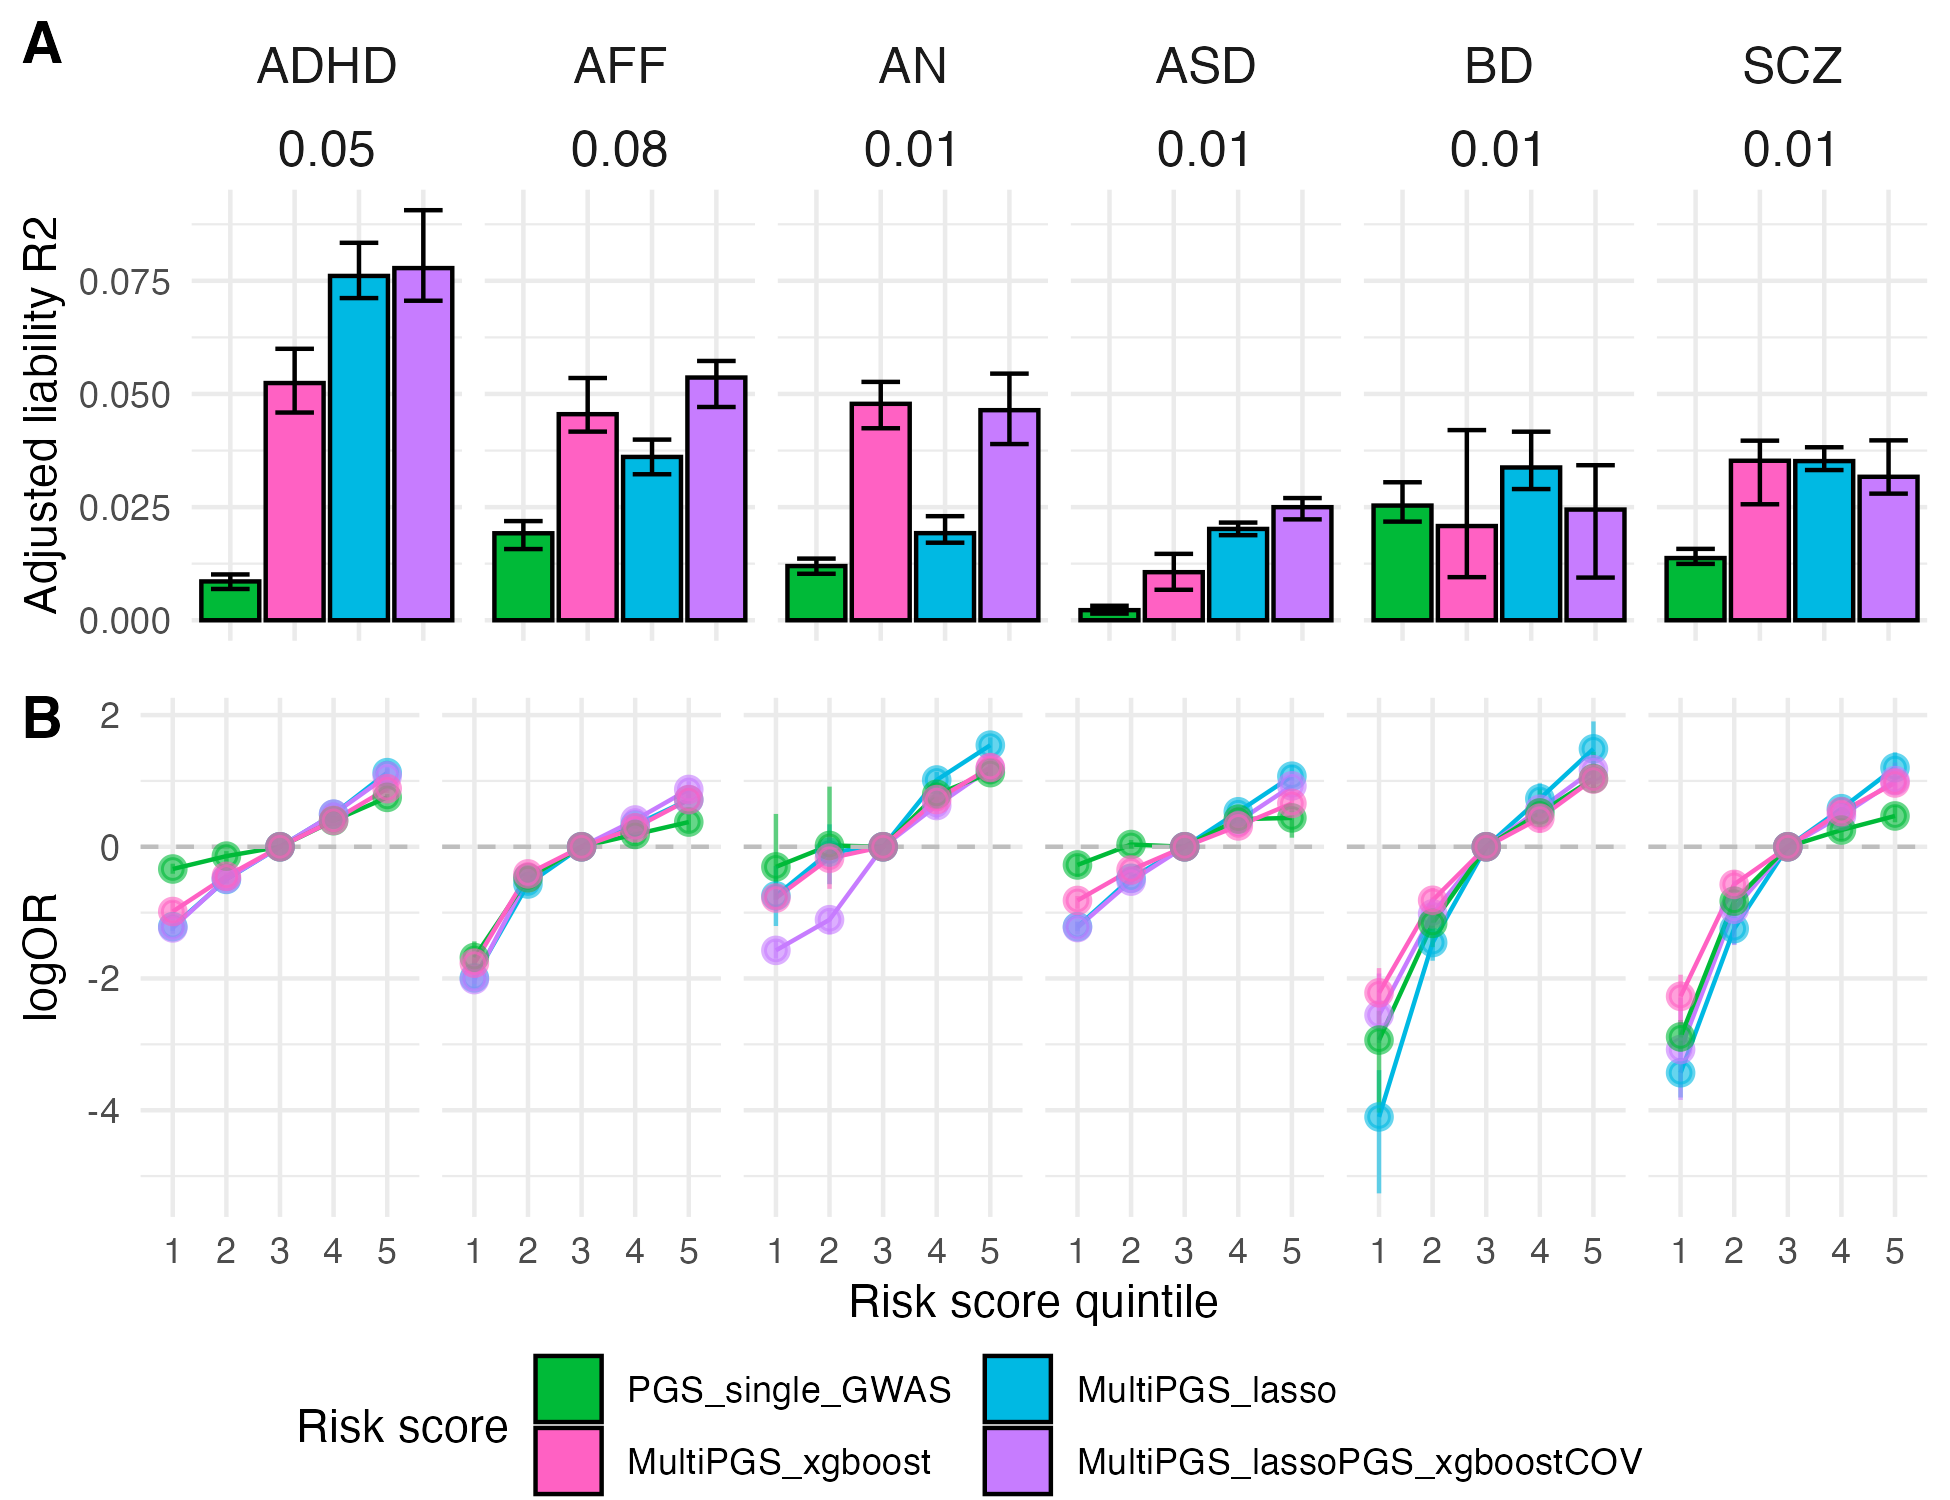 A
ADHD AFF AN ASD BD SCZ
0.05 0.08 0.01 0.01 0.01 0.01
Adjusted liability R2
0.075
0.050
0.025
0.000
B
logOR
2
0
-2
-4
1 2 3 4 5 1 2 3 4 5 1 2 3 4 5 1 2 3 4 5 1 2 3 4 5 1 2 3 4 5
Risk score quintile
Risk score
PGS_single_GWAS
MultiPGS_xgboost
MultiPGS_lasso
MultiPGS_lassoPGS_xgboostCOV